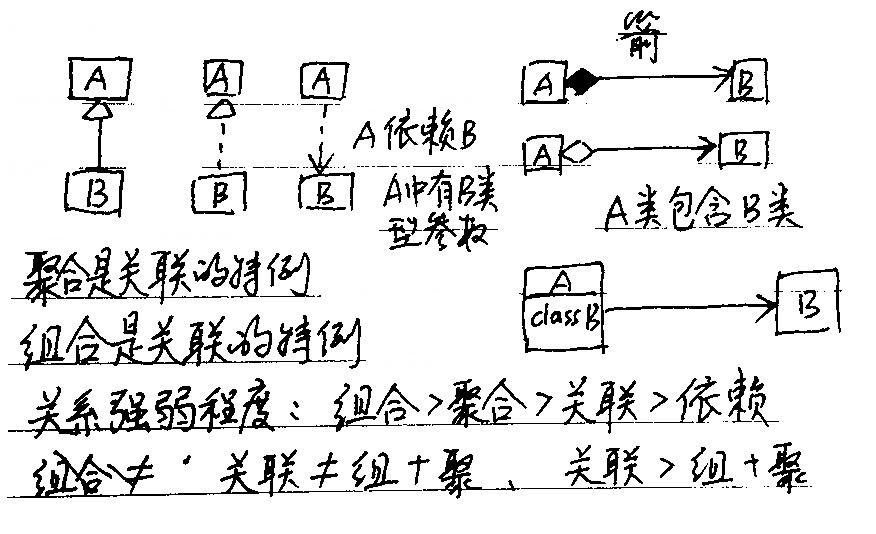 箭
A A A A B
A B
A依赖B
B B B A中有B类
型参数
A类包含B类
聚合是关联的特例
A
class B B
组合是关联的特例
关系强弱程度：组合>聚合>关联>依赖
组合≠· 关联≠组+聚、 关联>组+聚